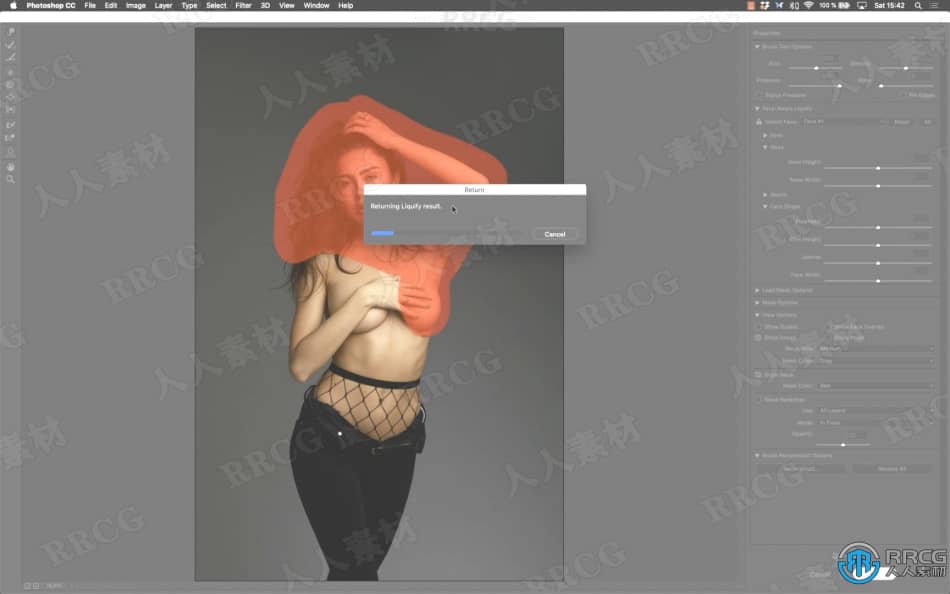 Photoshop CC File Edit Image Layer Type Select Filter 3D View Window Help
100 % Sat 15:42
Properties
Brush Tool Options
Size:
Density:
Pressure:
Rate:
Stylus Pressure
Pin Edges
Face-Aware Liquify
Select Face: Face #1
Reset
All
Eyes
Nose
Nose Height:
Nose Width:
Mouth
Face Shape
Forehead:
Chin Height:
Jawline:
Face Width:
Load Mesh Options
Mask Options
View Options
Show Guides
Show Face Overlay
Show Image
Show Mesh
Mesh Size: Medium
Mesh Color: Gray
Show Mask
Mask Color: Red
Show Backdrop
Use: All Layers
Mode: In Front
Opacity:
Brush Reconstruct Options
Reconstruct...
Restore All
Cancel
Return
Returning Liquify result.
Cancel
RRCG
人人素材
RRCG
人人素材